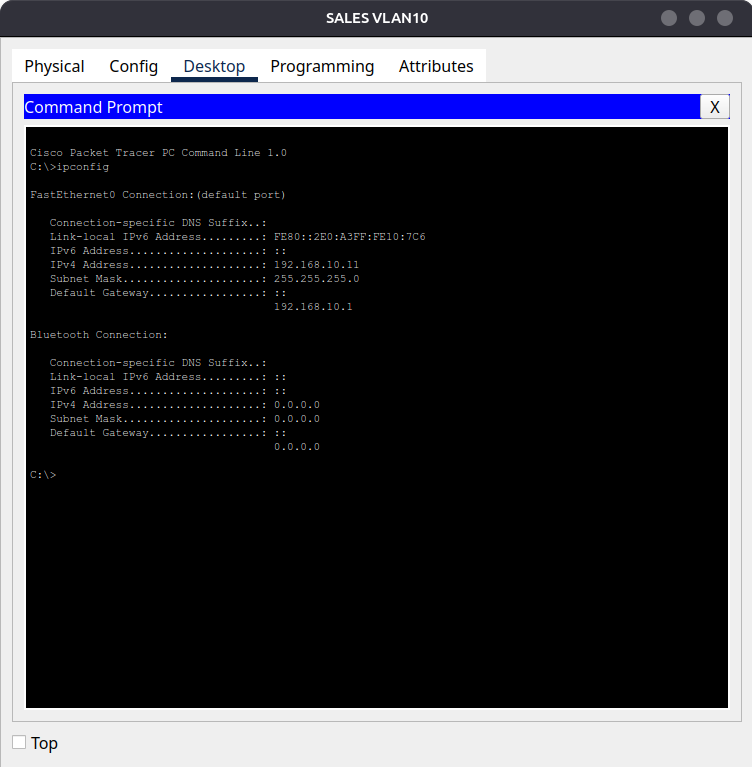 SALES VLAN10
Physical Config Desktop Programming Attributes
Command Prompt X
Cisco Packet Tracer PC Command Line 1.0
C:\>ipconfig
FastEthernet0 Connection:(default port)
Connection-specific DNS Suffix..:
Link-local IPv6 Address.........: FE80::2E0:A3FF:FE10:7C6
IPv6 Address....................: ::
IPv4 Address....................: 192.168.10.11
Subnet Mask.....................: 255.255.255.0
Default Gateway.................: ::
192.168.10.1
Bluetooth Connection:
Connection-specific DNS Suffix..:
Link-local IPv6 Address.........: ::
IPv6 Address....................: ::
IPv4 Address....................: 0.0.0.0
Subnet Mask.....................: 0.0.0.0
Default Gateway.................: ::
0.0.0.0
C:\>
Top